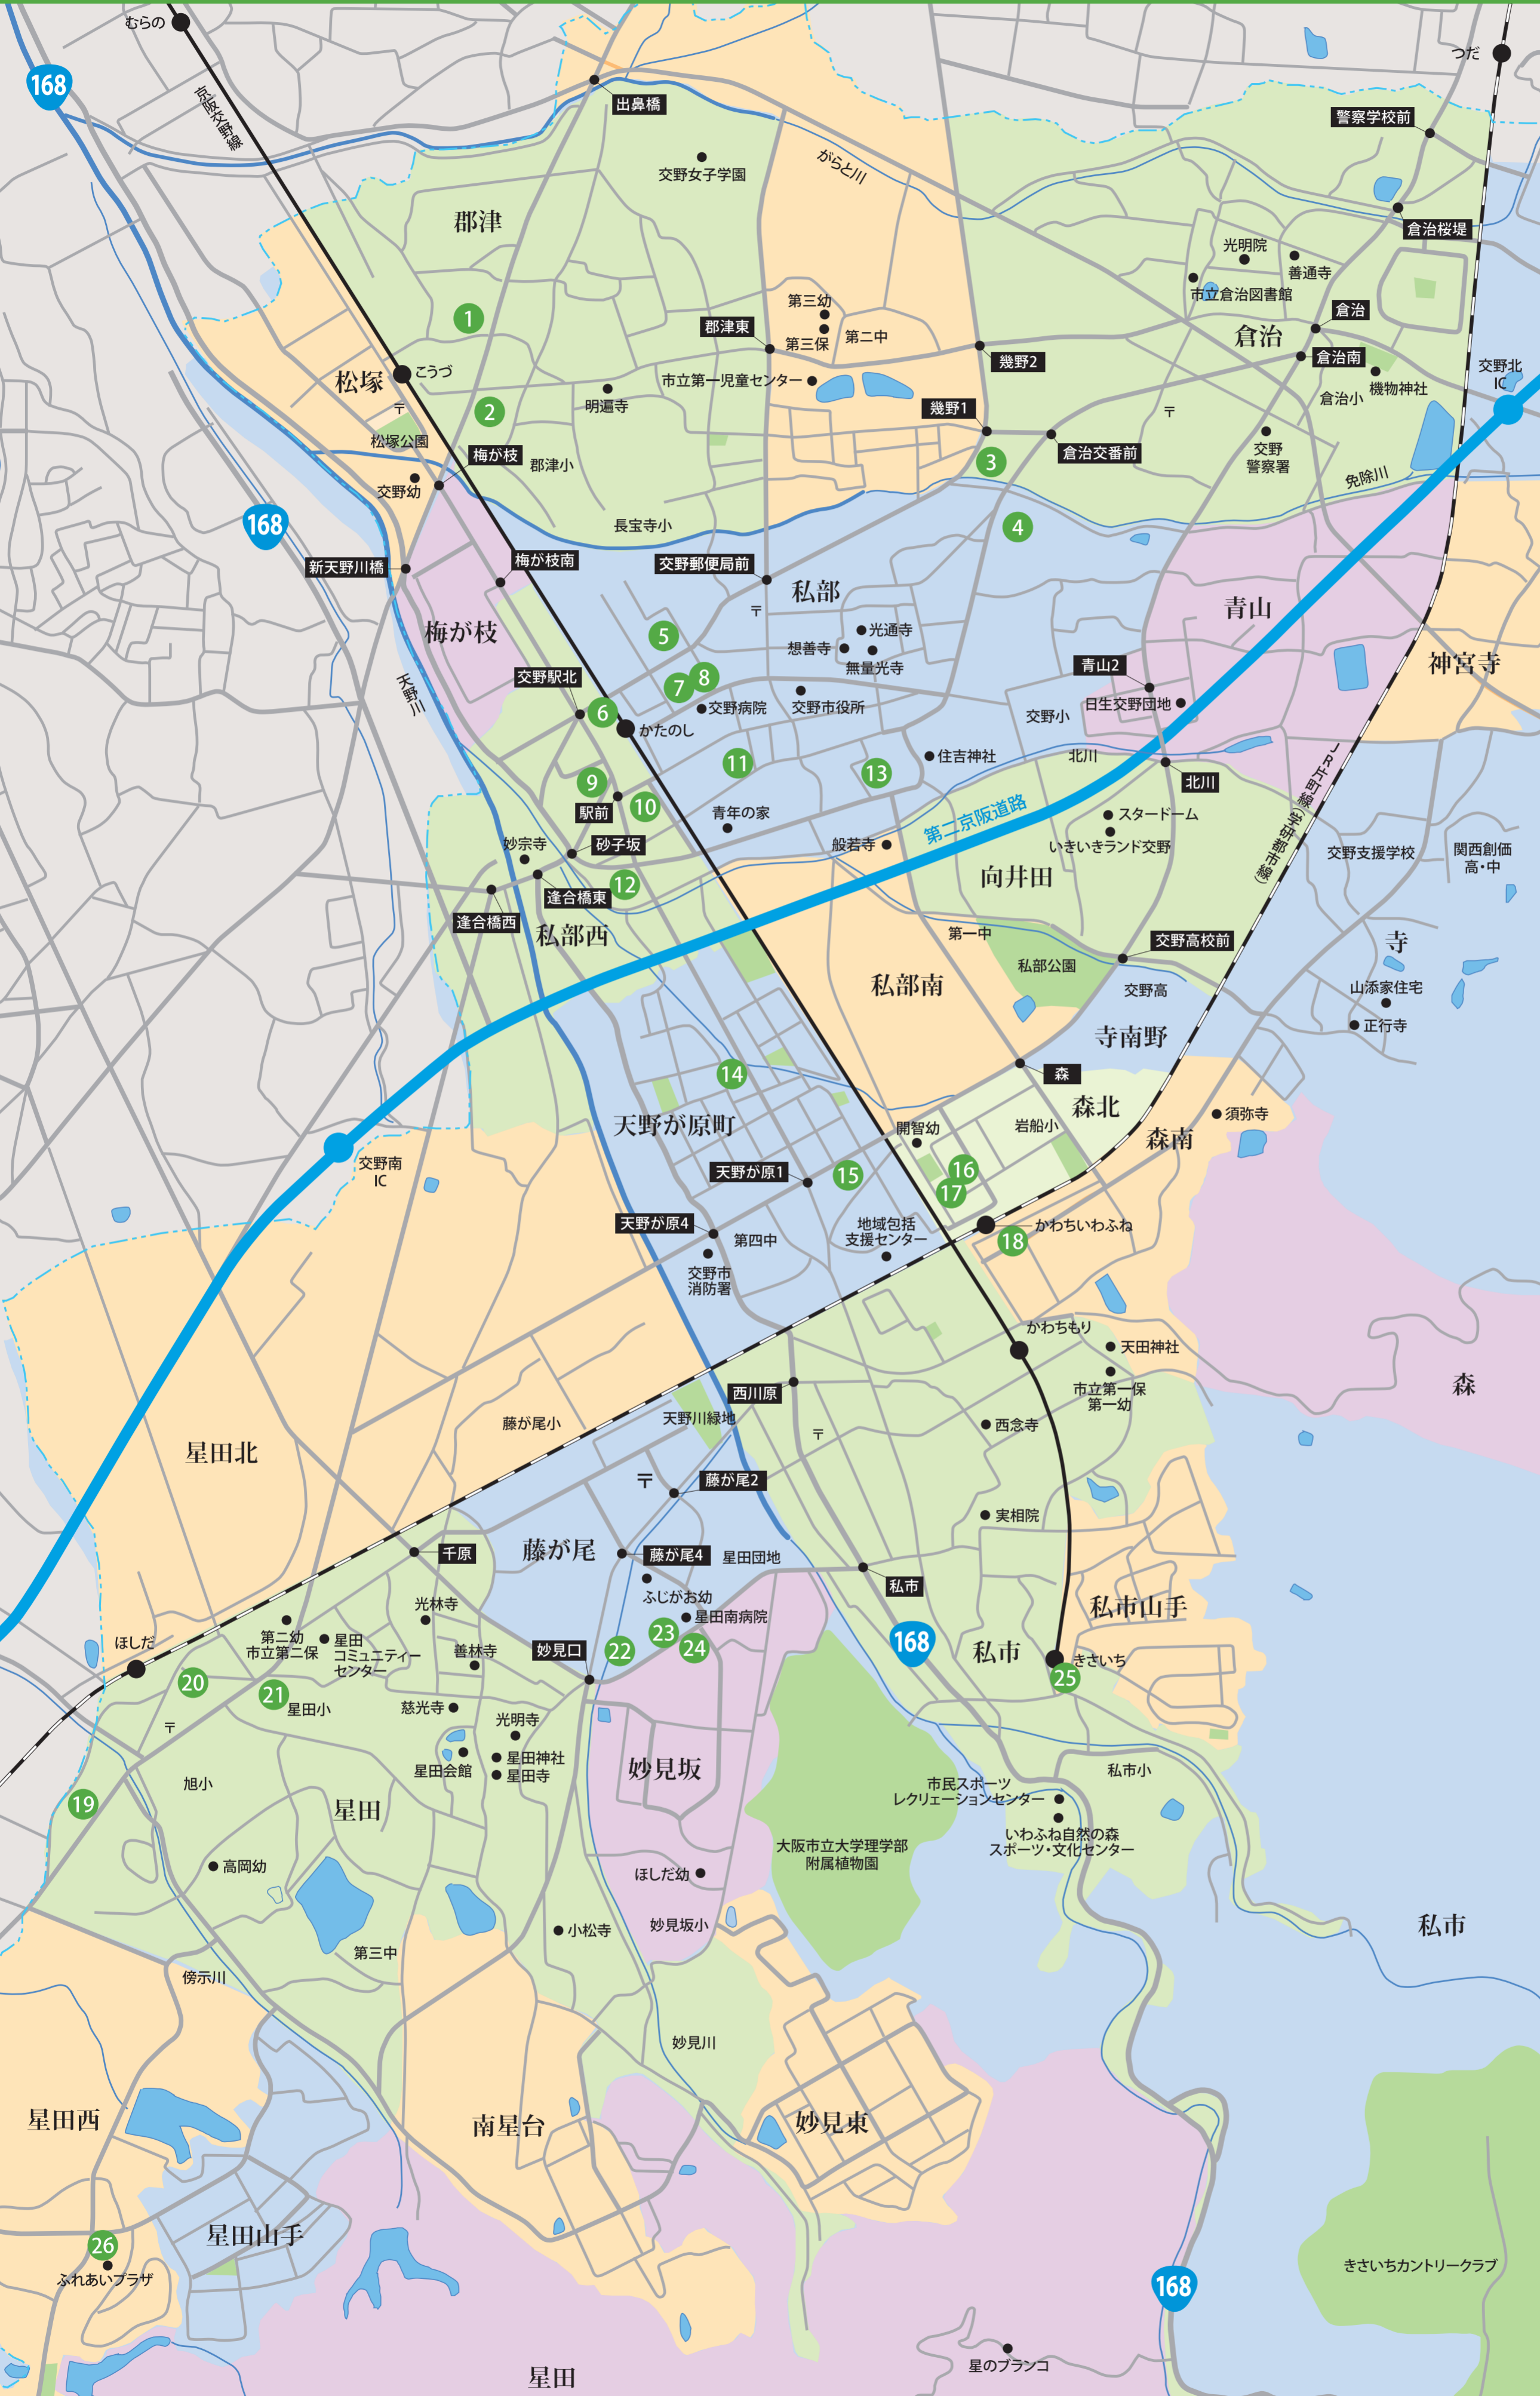 むらの
つだ
168
京阪交野線
出鼻橋
警察学校前
交野女子学園
がらと川
郡津
倉治桜堤
光明院
善通寺
市立倉治図書館
1
第三幼
郡津東
第三保
第二中
倉治
倉治
幾野2
倉治南
交野北
IC
松塚
こうづ
市立第一児童センター
機物神社
倉治小
〒
2
明遍寺
幾野1
〒
松塚公園
梅が枝
郡津小
倉治交番前
交野
警察署
3
免除川
交野幼
168
長宝寺小
4
新天野川橋
梅が枝南
交野郵便局前
私部
〒
青山
梅が枝
5
光通寺
想善寺
無量光寺
神宮寺
青山2
交野駅北
天野川
8
7
交野病院
交野市役所
日生交野団地
6
かたのし
交野小
JR片町線(学研都市線)
11
13
住吉神社
北川
北川
9
10
駅前
青年の家
第二京阪道路
スタードーム
妙宗寺
砂子坂
般若寺
いきいきランド交野
交野支援学校
関西創価
高・中
12
向井田
逢合橋東
逢合橋西
私部西
第一中
交野高校前
寺
私部公園
私部南
交野高
山添家住宅
正行寺
寺南野
14
森
天野が原町
開智幼
岩船小
森北
須弥寺
森南
交野南
IC
天野が原1
15
16
17
天野が原4
第四中
地域包括
支援センター
かわちいわふね
18
交野市
消防署
かわちもり
天田神社
西川原
市立第一保
第一幼
森
藤が尾小
天野川緑地
西念寺
星田北
〒
〒
藤が尾2
実相院
千原
藤が尾
藤が尾4
星田団地
私市
ふじがお幼
私市山手
光林寺
星田南病院
第二幼
市立第二保
星田
コミュニティー
センター
23
24
168
ほしだ
善林寺
妙見口
22
私市
きさいち
20
25
21
星田小
慈光寺
光明寺
〒
星田神社
星田会館
星田寺
妙見坂
私市小
旭小
19
星田
市民スポーツ
レクリェーションセンター
いわふね自然の森
スポーツ・文化センター
大阪市立大学理学部
附属植物園
高岡幼
ほしだ幼
私市
小松寺
妙見坂小
第三中
傍示川
妙見川
星田西
南星台
妙見東
星田山手
26
ふれあいプラザ
きさいちカントリークラブ
168
星のブランコ
星田